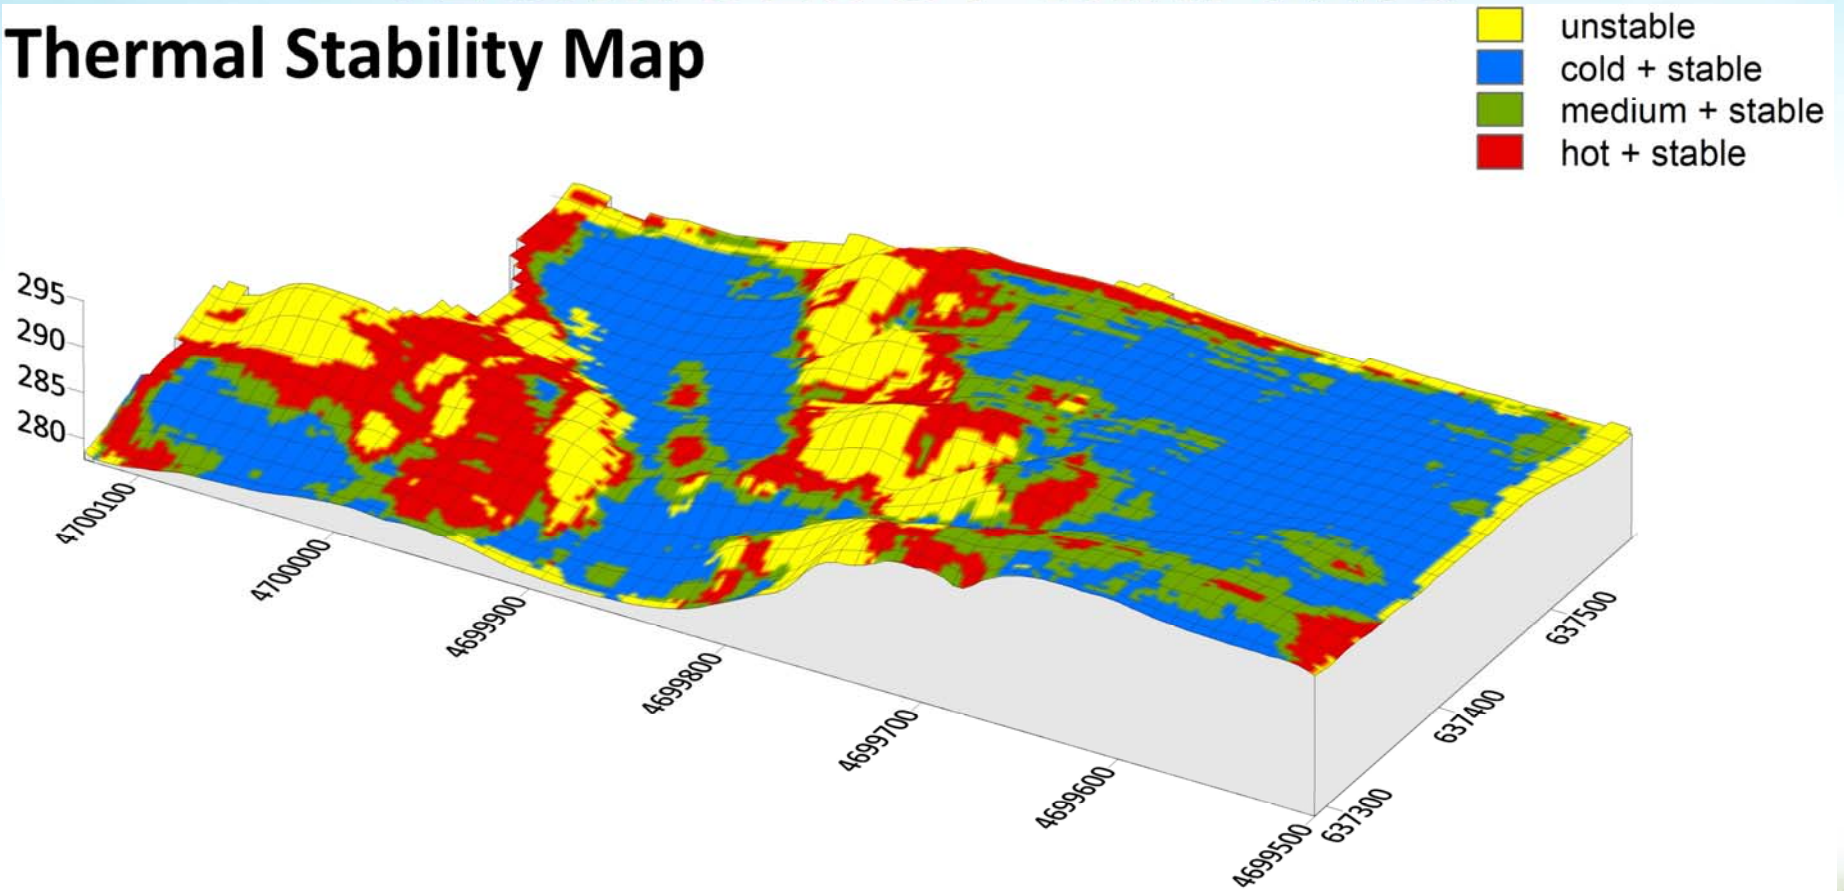 Thermal Stability Map
unstable
cold + stable
medium + stable
hot + stable
295
290
285
280
4700100
4700000
4699900
4699800
4699700
4699600
4699500
637300
637400
637500